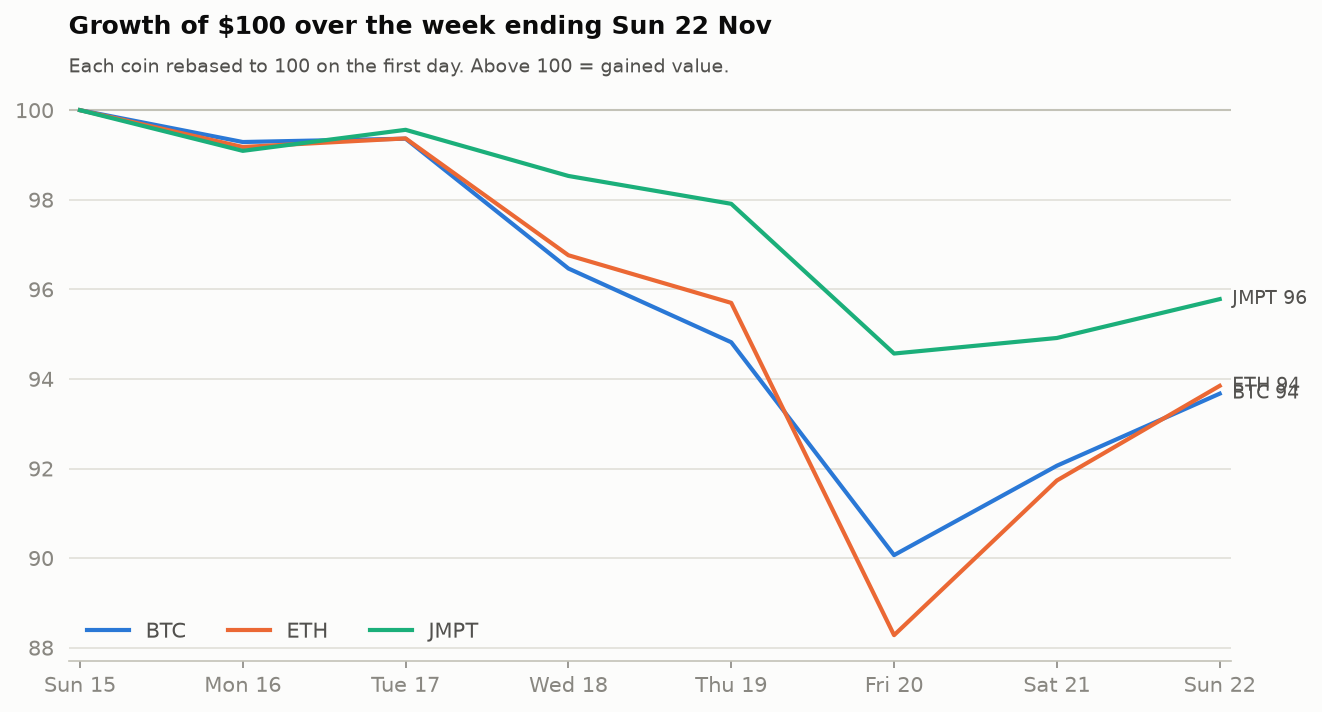 Growth of $100 over the week ending Sun 22 Nov
Each coin rebased to 100 on the first day. Above 100 = gained value.
100
98
96
94
92
90
88
JMPT 96
ETH 94
BTC 94
BTC ETH JMPT
Sun 15 Mon 16 Tue 17 Wed 18 Thu 19 Fri 20 Sat 21 Sun 22